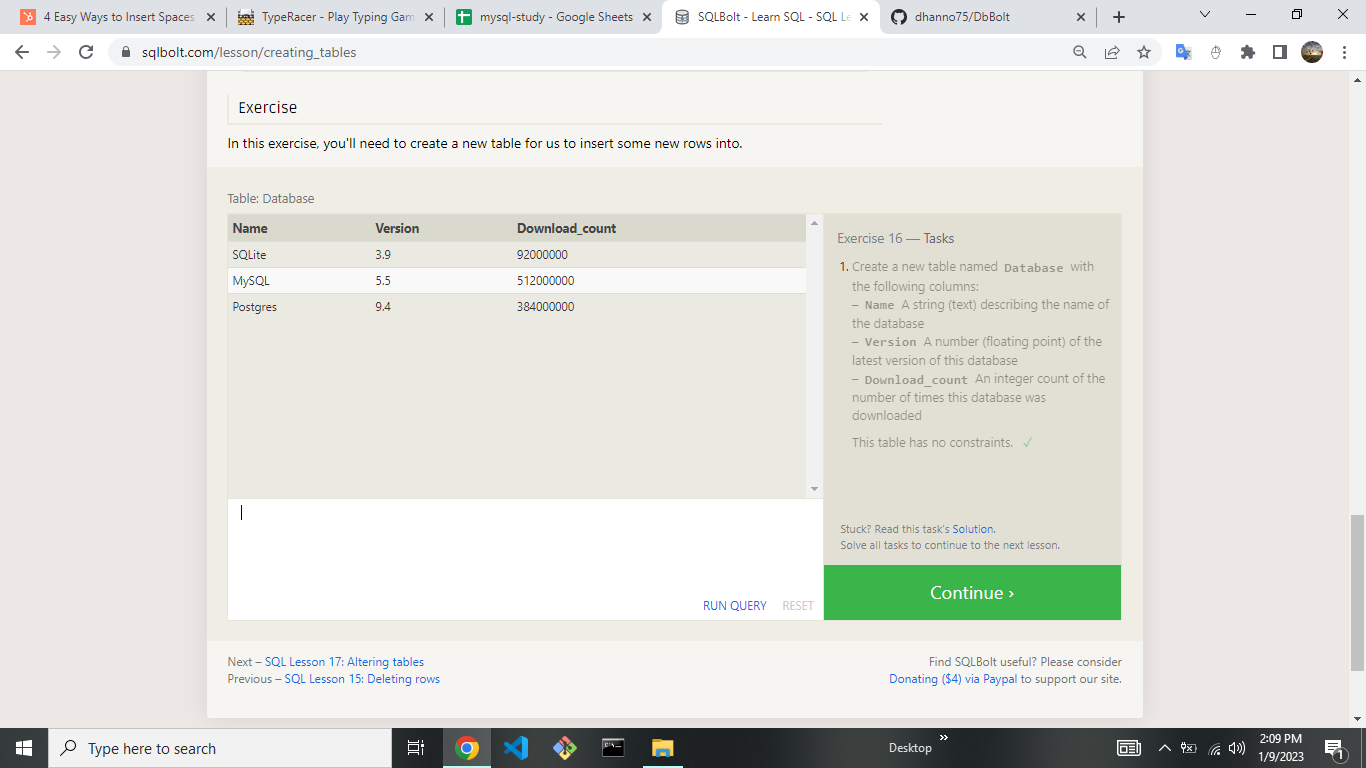 4 Easy Ways to Insert Spaces
TypeRacer - Play Typing Gam
mysql-study - Google Sheets
SQLBolt - Learn SQL - SQL Le
dhanno75/DbBolt
sqlbolt.com/lesson/creating_tables
Exercise
In this exercise, you'll need to create a new table for us to insert some new rows into.
Table: Database
Name Version Download_count
SQLite 3.9 92000000
MySQL 5.5 512000000
Postgres 9.4 384000000
Exercise 16 — Tasks
1. Create a new table named Database with
the following columns:
– Name A string (text) describing the name of
the database
– Version A number (floating point) of the
latest version of this database
– Download_count An integer count of the
number of times this database was
downloaded
This table has no constraints. ✓
Stuck? Read this task's Solution.
Solve all tasks to continue to the next lesson.
RUN QUERY RESET
Continue ›
Next – SQL Lesson 17: Altering tables
Previous – SQL Lesson 15: Deleting rows
Find SQLBolt useful? Please consider
Donating ($4) via Paypal to support our site.
Type here to search
Desktop
2:09 PM
1/9/2023
1